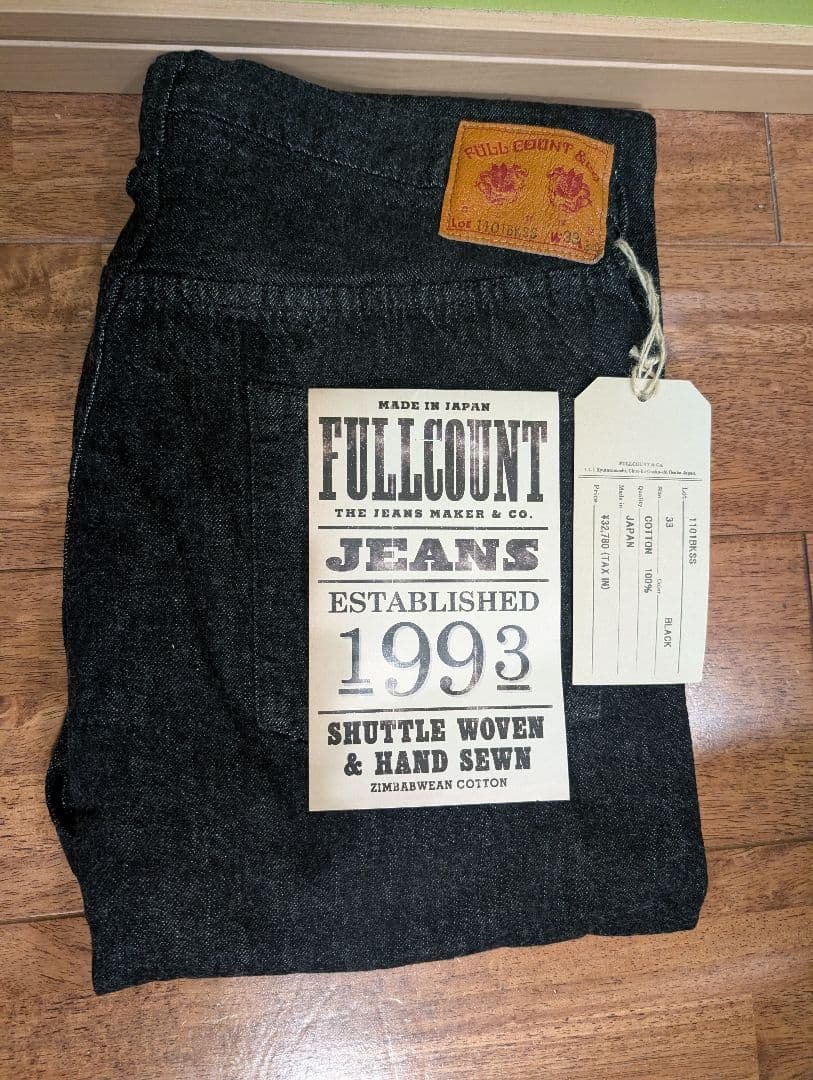 FULL COUNT & Co
Lot 1101BKSS W 33
MADE IN JAPAN
FULLCOUNT
THE JEANS MAKER & CO.
JEANS
ESTABLISHED
1993
SHUTTLE WOVEN
& HAND SEWN
ZIMBABWEAN COTTON
FULLCOUNT & CO.
Lot 1101BKSS
Size 33 Color BLACK
Quality COTTON 100%
Made in JAPAN
Price ¥32,780 (TAX IN)